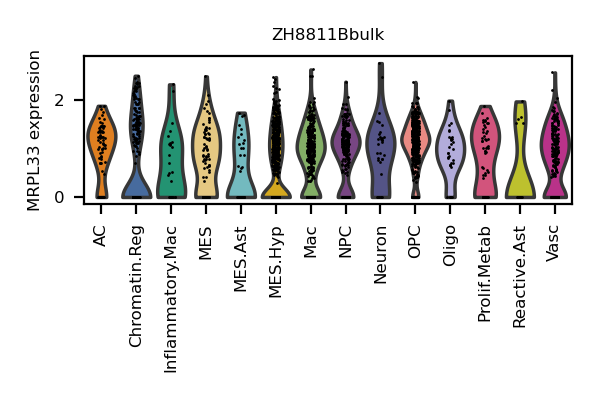 ZH8811Bbulk
MRPL33 expression
2
0
AC
Chromatin.Reg
Inflammatory.Mac
MES
MES.Ast
MES.Hyp
Mac
NPC
Neuron
OPC
Oligo
Prolif.Metab
Reactive.Ast
Vasc